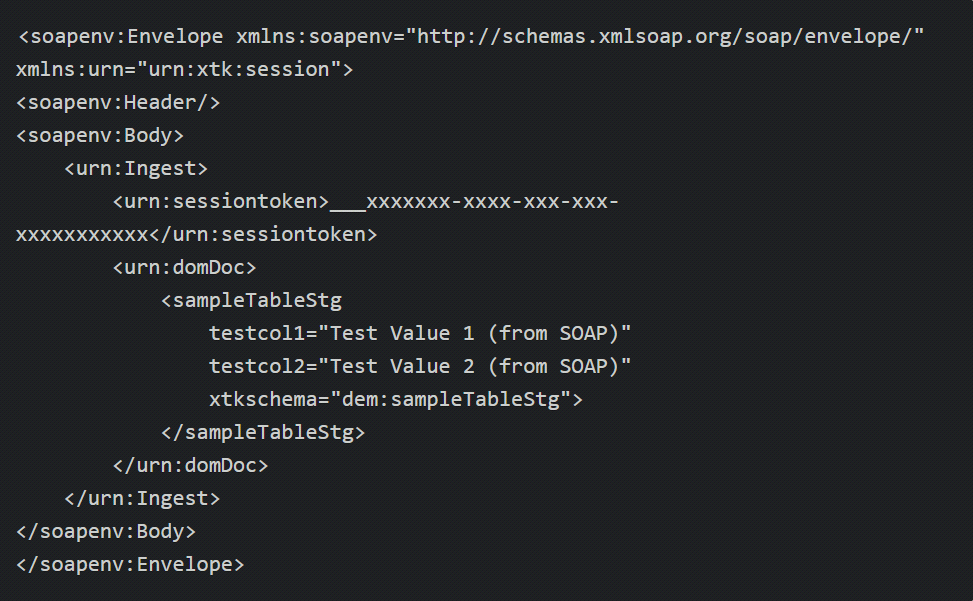 <soapenv:Envelope xmlns:soapenv="http://schemas.xmlsoap.org/soap/envelope/"
xmlns:urn="urn:xtk:session">
<soapenv:Header/>
<soapenv:Body>
    <urn:Ingest>
        <urn:sessiontoken>___xxxxxxx-xxxx-xxx-xxx-
xxxxxxxxxxx</urn:sessiontoken>
        <urn:domDoc>
            <sampleTableStg
                testcol1="Test Value 1 (from SOAP)"
                testcol2="Test Value 2 (from SOAP)"
                xtkschema="dem:sampleTableStg">
            </sampleTableStg>
        </urn:domDoc>
    </urn:Ingest>
</soapenv:Body>
</soapenv:Envelope>